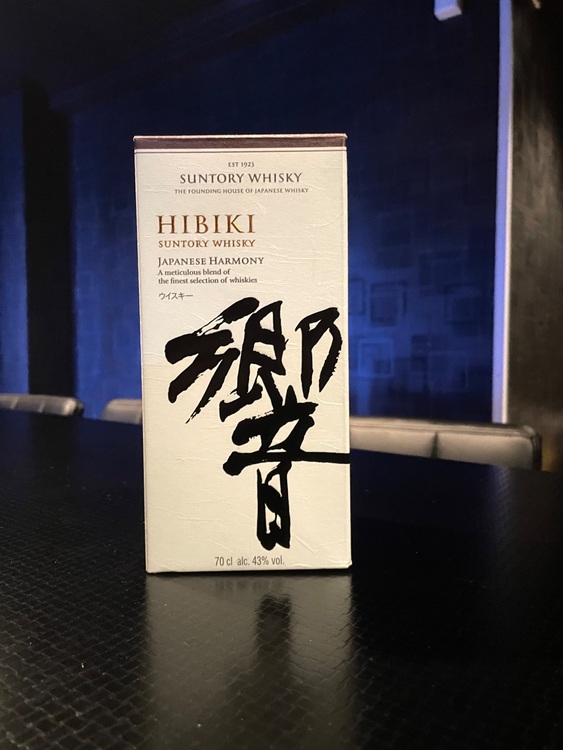 EST 1923
SUNTORY WHISKY
THE FOUNDING HOUSE OF JAPANESE WHISKY
HIBIKI
SUNTORY WHISKY
JAPANESE HARMONY
A meticulous blend of
the finest selection of whiskies
ウイスキー
響
70 cl alc. 43% vol.